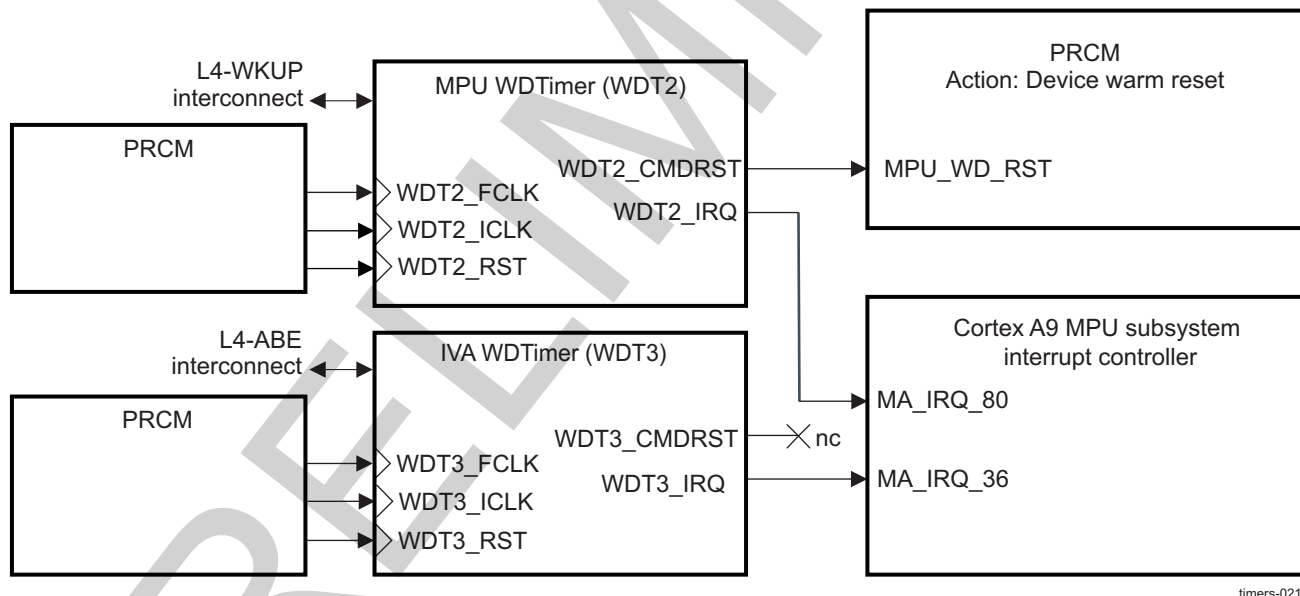 L4-WKUP
interconnect
PRCM
MPU WDTimer (WDT2)
WDT2_FCLK
WDT2_ICLK
WDT2_RST
WDT2_CMDRST
WDT2_IRQ
PRCM
Action: Device warm reset
MPU_WD_RST
L4-ABE
interconnect
PRCM
IVA WDTimer (WDT3)
WDT3_FCLK
WDT3_ICLK
WDT3_RST
WDT3_CMDRST
nc
WDT3_IRQ
Cortex A9 MPU subsystem
interrupt controller
MA_IRQ_80
MA_IRQ_36
timers-021